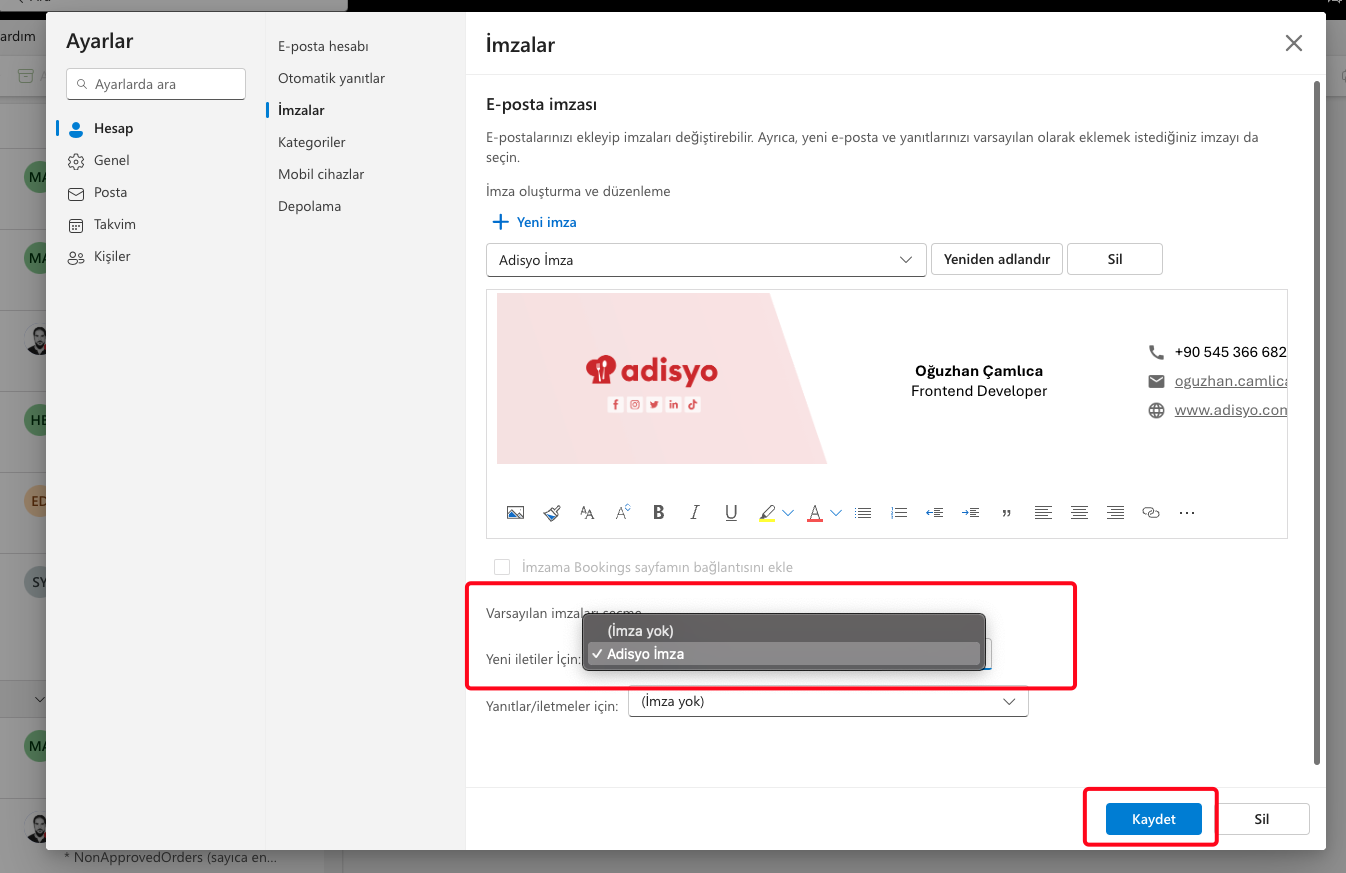 ardım
Ayarlar
Ayarlarda ara
Hesap
Genel
Posta
Takvim
Kişiler
E-posta hesabı
Otomatik yanıtlar
İmzalar
Kategoriler
Mobil cihazlar
Depolama
İmzalar
E-posta imzası
E-postalarınızı ekleyip imzaları değiştirebilir. Ayrıca, yeni e-posta ve yanıtlarınızı varsayılan olarak eklemek istediğiniz imzayı da
seçin.
İmza oluşturma ve düzenleme
Yeni imza
Adisyo İmza
Yeniden adlandır
Sil
adisyo
Oğuzhan Çamlıca
Frontend Developer
+90 545 366 682
oguzhan.camlica
www.adisyo.com
İmzama Bookings sayfamın bağlantısını ekle
Varsayılan imzaları seçme
(İmza yok)
Yeni iletiler İçin:
Adisyo İmza
Yanıtlar/iletmeler için:
(İmza yok)
Kaydet
Sil
MA
MA
HE
ED
SY
MA
* NonApprovedOrders (sayıca en...